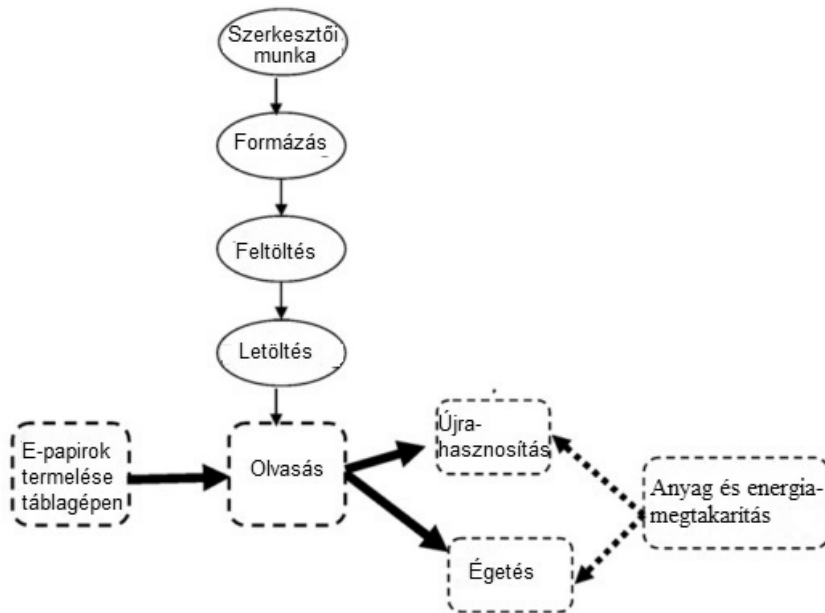 Szerkesztői
munka
Formázás
Feltöltés
Letöltés
E-papirok
termelése
táblagépen
Olvasás
Újra-
hasznosítás
Égetés
Anyag és energia-
megtakarítás